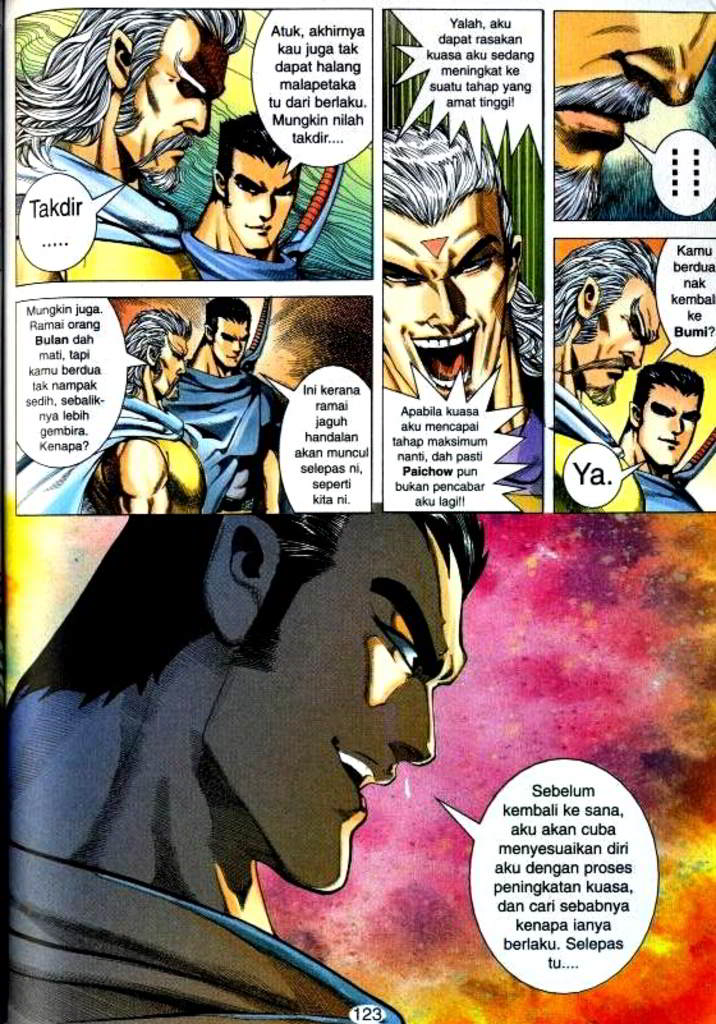 Atuk, akhirnya
kau juga tak
dapat halang
malapetaka
tu dari berlaku.
Mungkin nilah
takdir....
Takdir
.....
Mungkin juga.
Ramai orang
Bulan dah
mati, tapi
kamu berdua
tak nampak
sedih, sebalik-
nya lebih
gembira.
Kenapa?
Ini kerana
ramai
jaguh
handalan
akan muncul
selepas ni,
seperti
kita ni.
Yalah, aku
dapat rasakan
kuasa aku sedang
meningkat ke
suatu tahap yang
amat tinggi!
Apabila kuasa
aku mencapai
tahap maksimum
nanti, dah pasti
Paichow pun
bukan pencabar
aku lagi!!
Kamu
berdua
nak
kembali
ke
Bumi?
Ya.
Sebelum
kembali ke sana,
aku akan cuba
menyesuaikan diri
aku dengan proses
peningkatan kuasa,
dan cari sebabnya
kenapa ianya
berlaku. Selepas
tu....
123